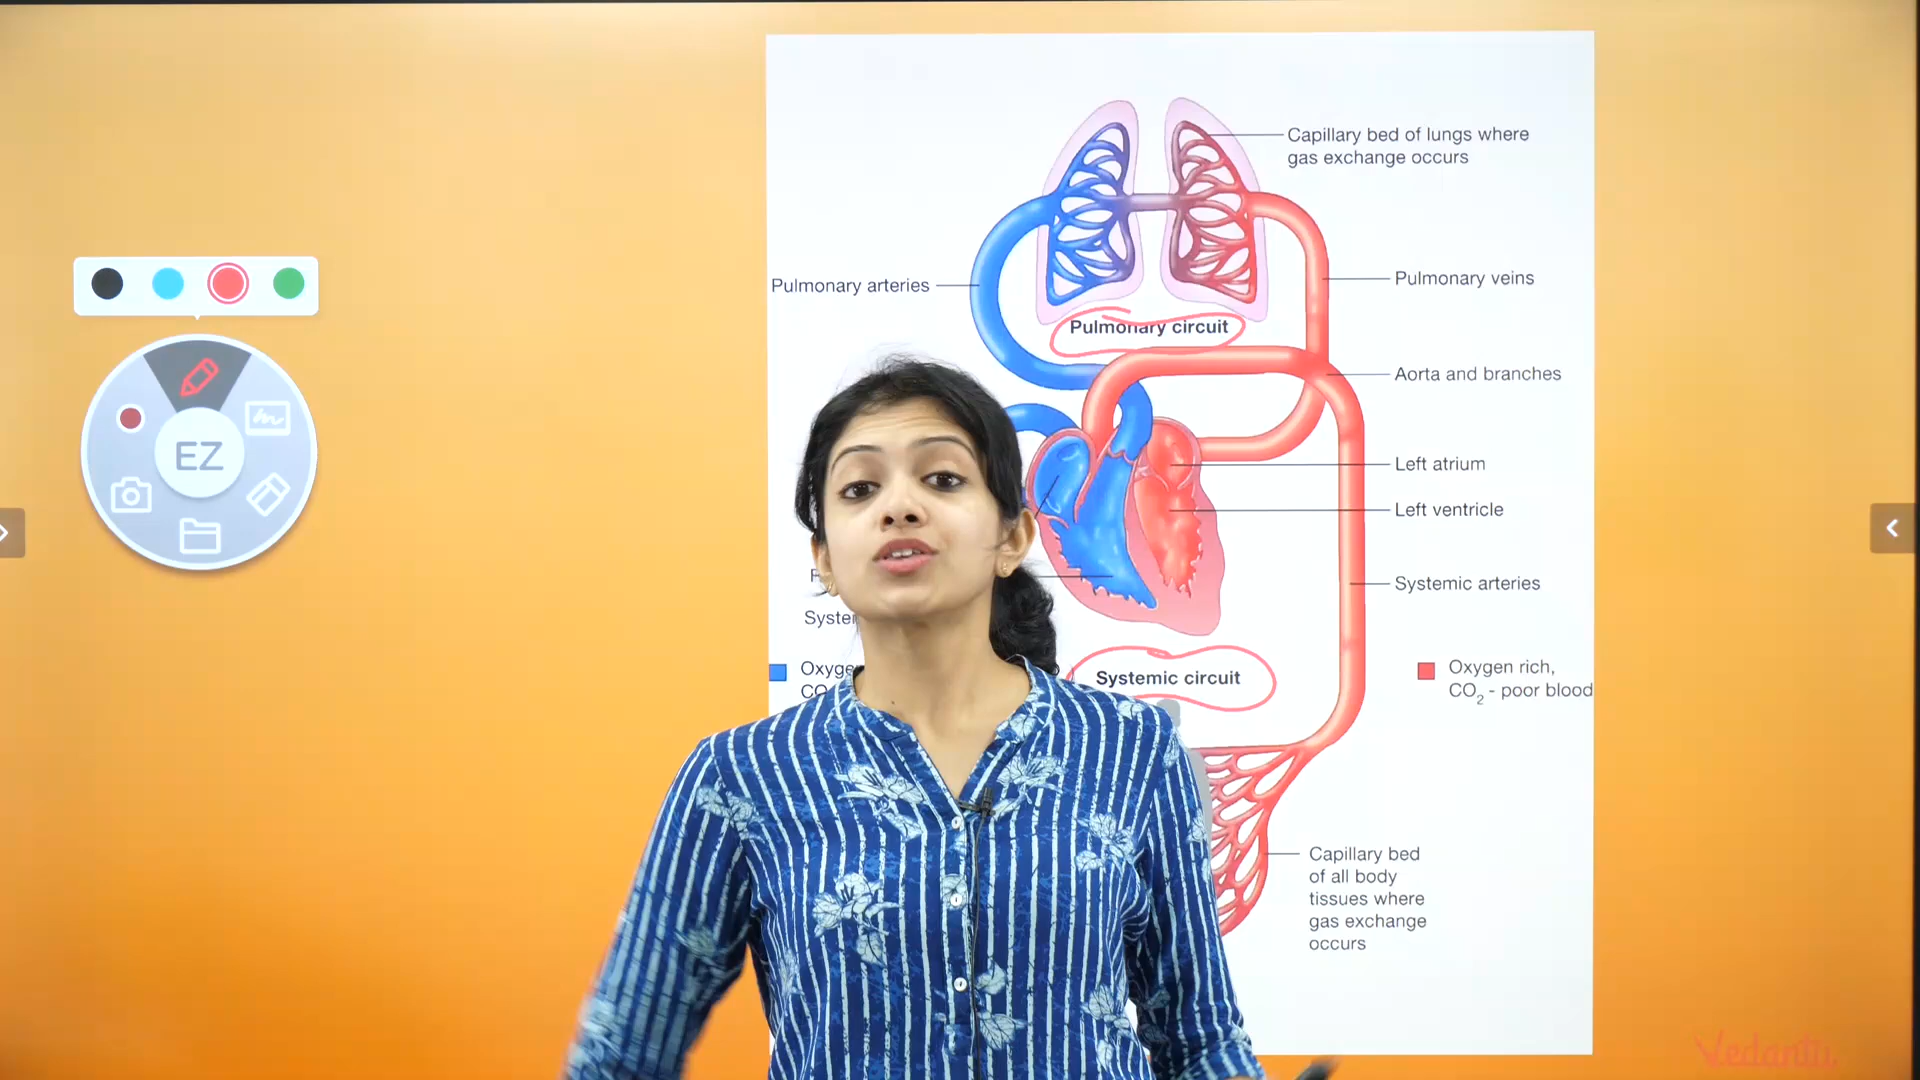 Capillary bed of lungs where
gas exchange occurs
Pulmonary arteries
Pulmonary veins
Pulmonary circuit
Aorta and branches
EZ
Left atrium
Left ventricle
Systemic arteries
Oxygen rich,
CO2 - poor blood
Systemic circuit
Capillary bed
of all body
tissues where
gas exchange
occurs
Vedantu